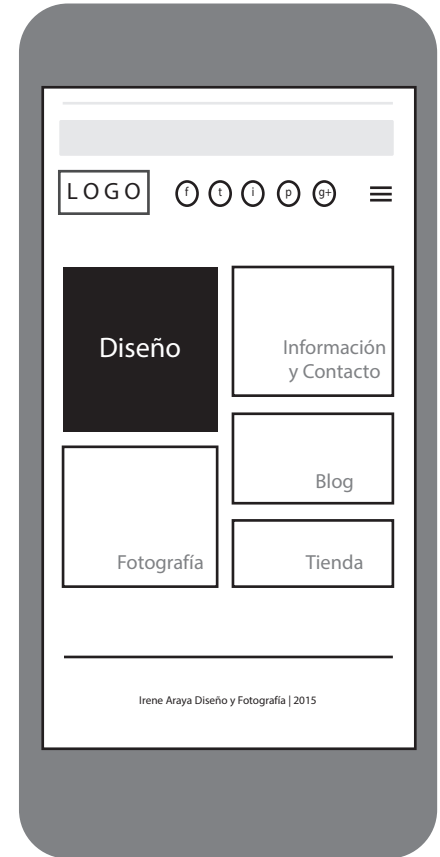 LOGO f t i p g+
Diseño
Información
y Contacto
Blog
Fotografía
Tienda
Irene Araya Diseño y Fotografía | 2015